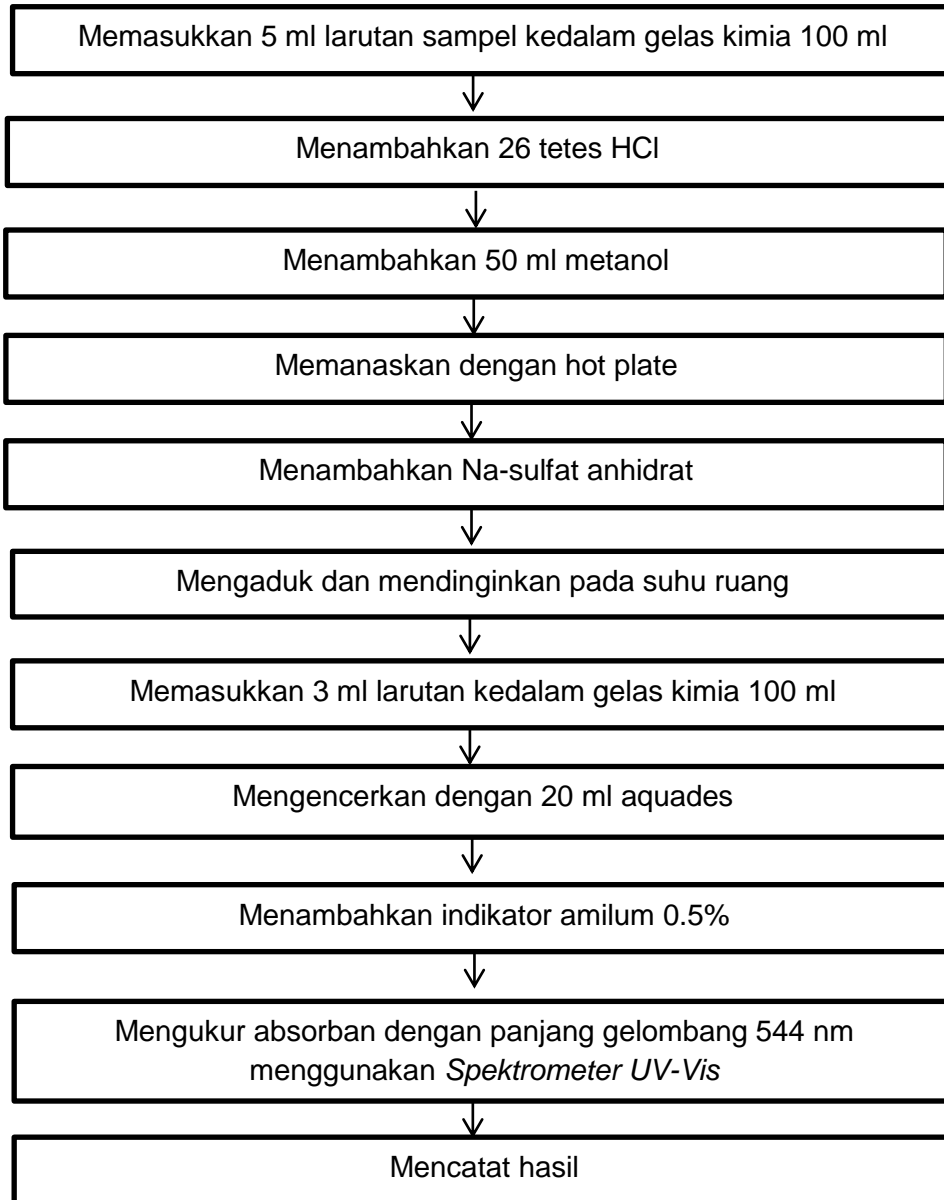 Memasukkan 5 ml larutan sampel kedalam gelas kimia 100 ml
Menambahkan 26 tetes HCl
Menambahkan 50 ml metanol
Memanaskan dengan hot plate
Menambahkan Na-sulfat anhidrat
Mengaduk dan mendinginkan pada suhu ruang
Memasukkan 3 ml larutan kedalam gelas kimia 100 ml
Mengencerkan dengan 20 ml aquades
Menambahkan indikator amilum 0.5%
Mengukur absorban dengan panjang gelombang 544 nm
menggunakan Spektrometer UV-Vis
Mencatat hasil